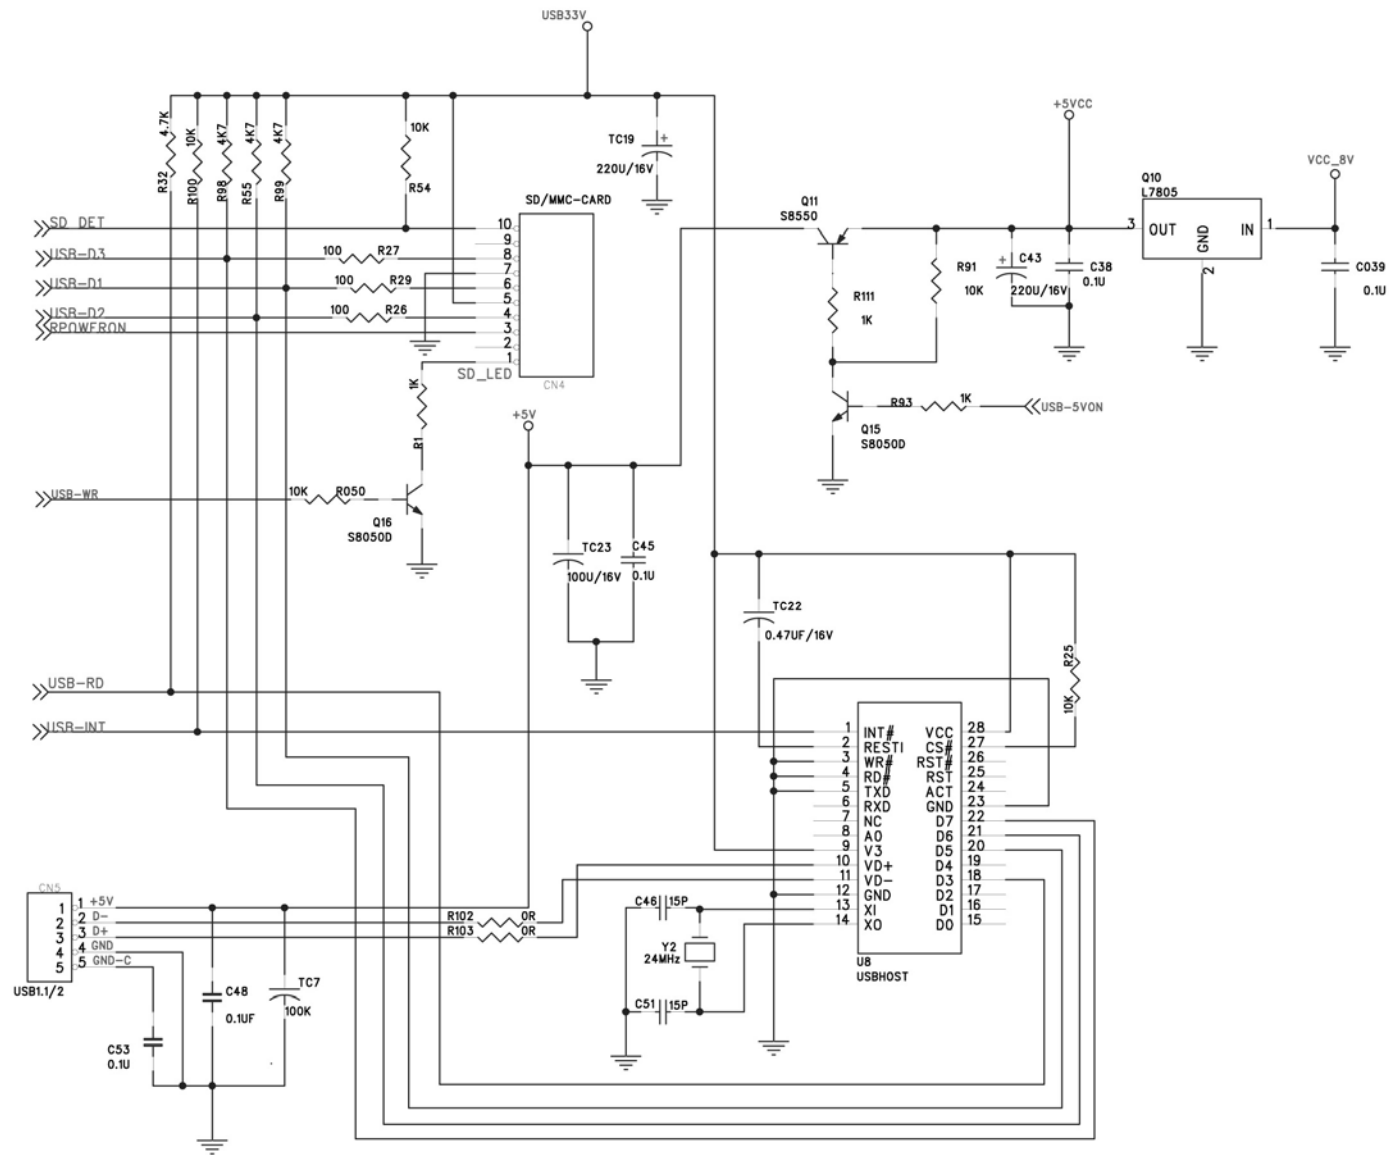 USB33V
4.7K
R32
10K
R100
4K7
R98
4K7
R55
4K7
R99
10K
R54
TC19
+
220U/16V
+5VCC
VCC_8V
Q10
L7805
3 OUT GND IN 1
2
C039
0.1U
Q11
S8550
R91
10K
+ C43
220U/16V
C38
0.1U
R111
1K
Q15
S8050D
R93 1K USB-5VON
SD/MMC-CARD
10
9
8
7
6
5
4
3
2
1
SD_LED
CN4
SD_DET
USB-D3 100 R27
USB-D1 100 R29
USB-D2 100 R26
RPOWERON
1K
R1
USB-WR 10K R050
Q16
S8050D
+5V
TC23
100U/16V
C45
0.1U
TC22
0.47UF/16V
R25
10K
USB-RD
USB-INT
1 INT# VCC 28
2 RESTI CS# 27
3 WR# RST# 26
4 RD# RST 25
5 TXD ACT 24
6 RXD GND 23
7 NC D7 22
8 A0 D6 21
9 V3 D5 20
10 VD+ D4 19
11 VD- D3 18
12 GND D2 17
13 XI D1 16
14 XO D0 15
U8
USBHOST
C46 15P
Y2
24MHz
C51 15P
R102 0R
R103 0R
CN5
1 1 +5V
2 2 D-
3 3 D+
4 4 GND
5 5 GND-C
USB1.1/2
C53
0.1U
C48
0.1UF
TC7
100K